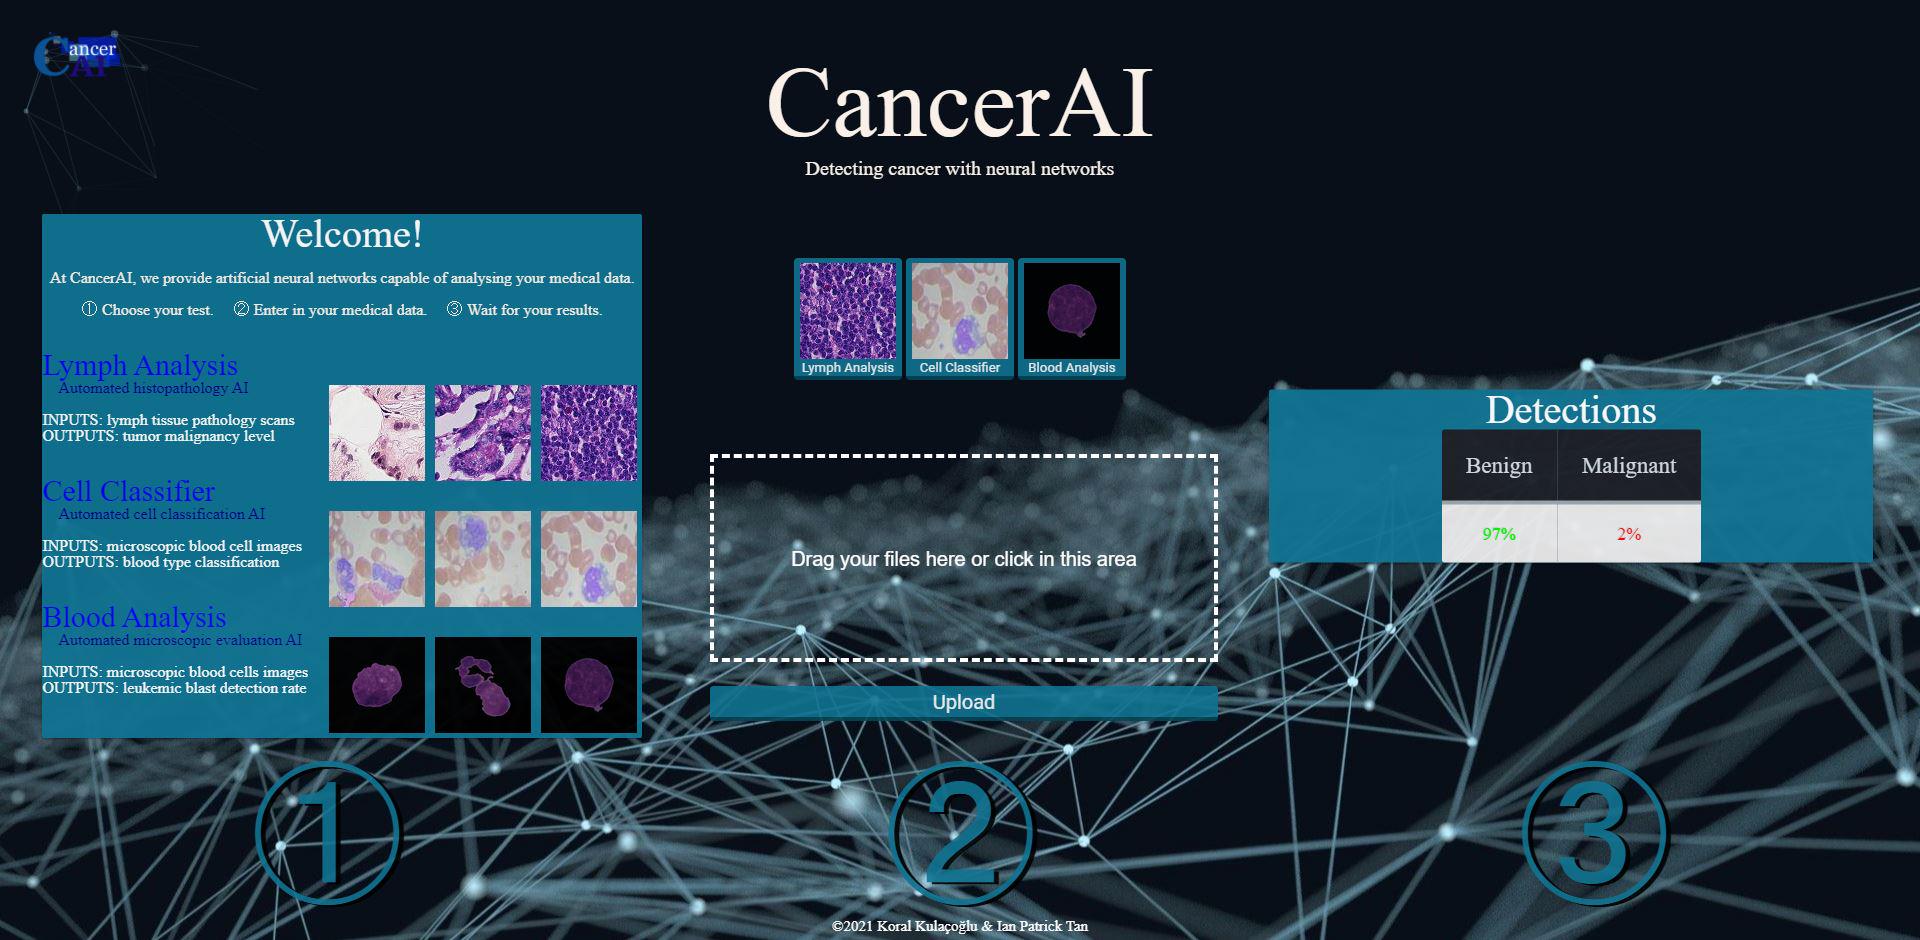 Cancer
AI
CancerAI
Detecting cancer with neural networks
Welcome!
At CancerAI, we provide artificial neural networks capable of analysing your medical data.
① Choose your test. ② Enter in your medical data. ③ Wait for your results.
Lymph Analysis
Automated histopathology AI
INPUTS: lymph tissue pathology scans
OUTPUTS: tumor malignancy level
Cell Classifier
Automated cell classification AI
INPUTS: microscopic blood cell images
OUTPUTS: blood type classification
Blood Analysis
Automated microscopic evaluation AI
INPUTS: microscopic blood cells images
OUTPUTS: leukemic blast detection rate
Lymph Analysis Cell Classifier Blood Analysis
Drag your files here or click in this area
Upload
Detections
Benign Malignant
97% 2%
① ② ③
©2021 Koral Kulaçoğlu & Ian Patrick Tan